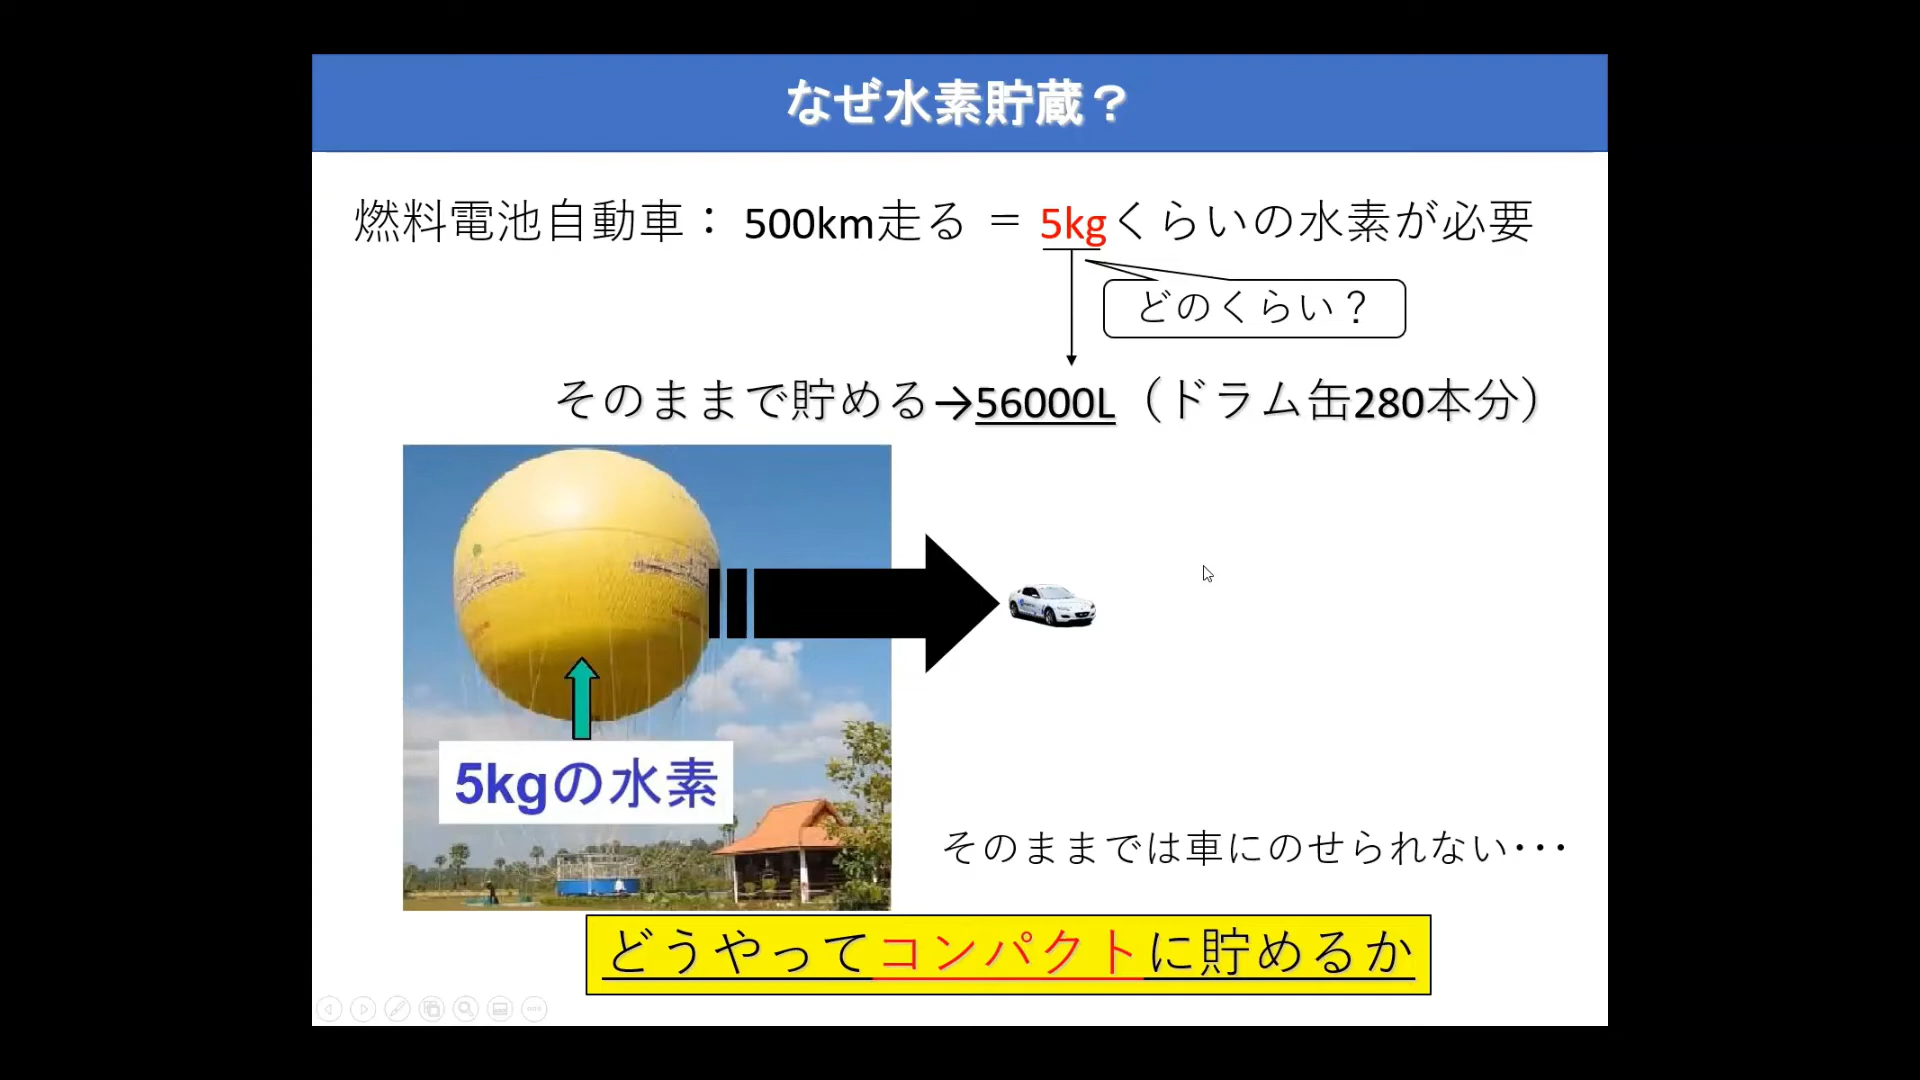 なぜ水素貯蔵？
燃料電池自動車： 500km走る ＝ 5kgくらいの水素が必要
どのくらい？
そのままで貯める→56000L（ドラム缶280本分）
5kgの水素
そのままでは車にのせられない･･･
どうやってコンパクトに貯めるか